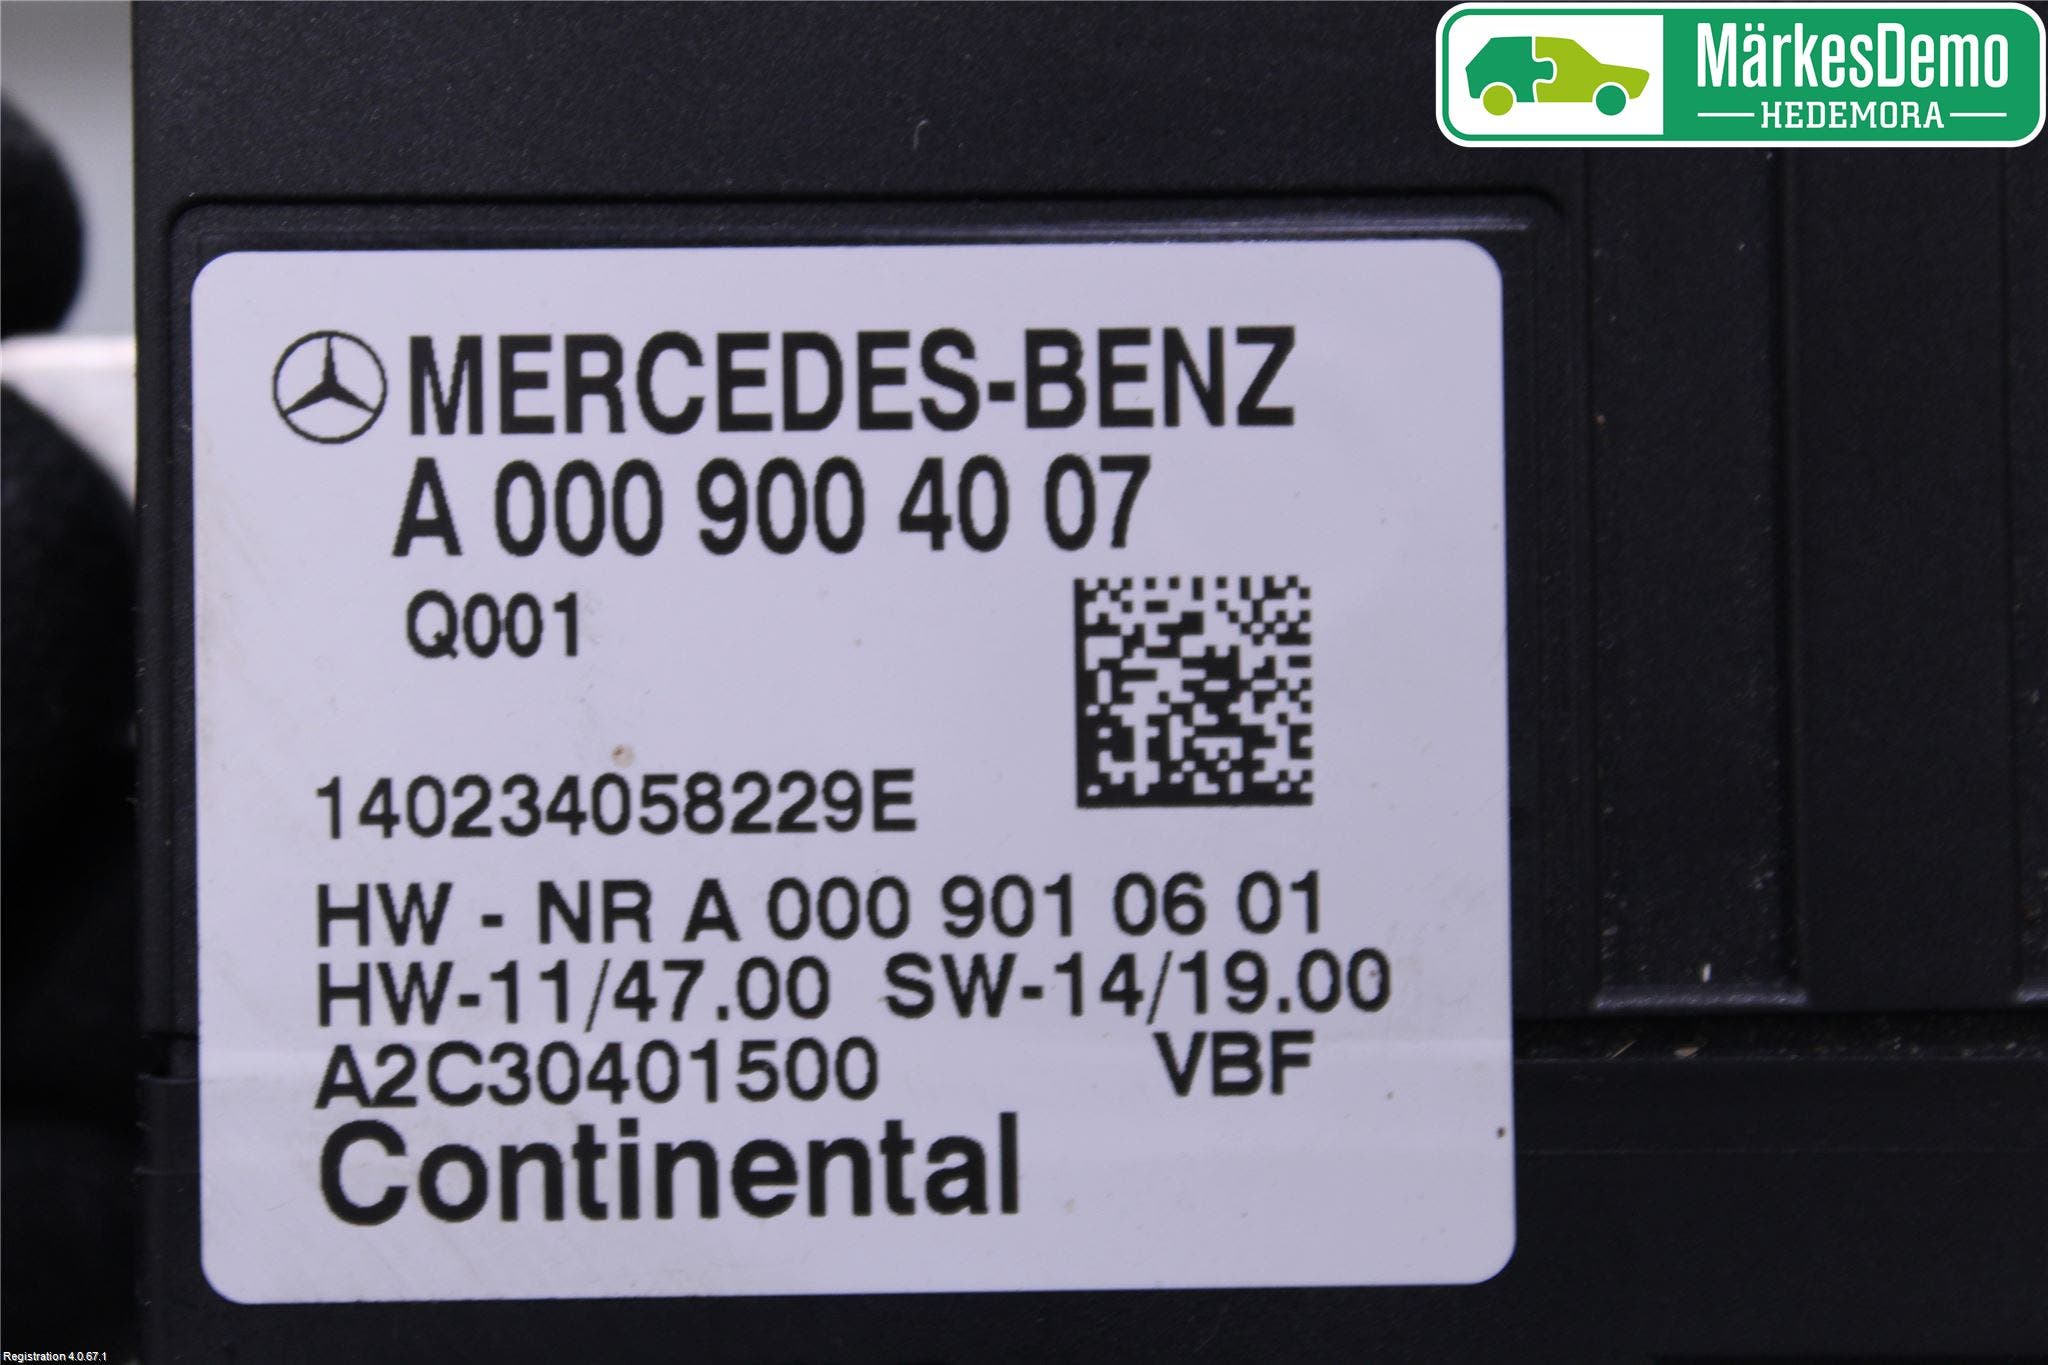 MärkesDemo
HEDEMORA
MERCEDES-BENZ
A 000 900 40 07
Q001
140234058229E
HW - NR A 000 901 06 01
HW-11/47.00 SW-14/19.00
A2C30401500 VBF
Continental
Registration 4.0.67.1